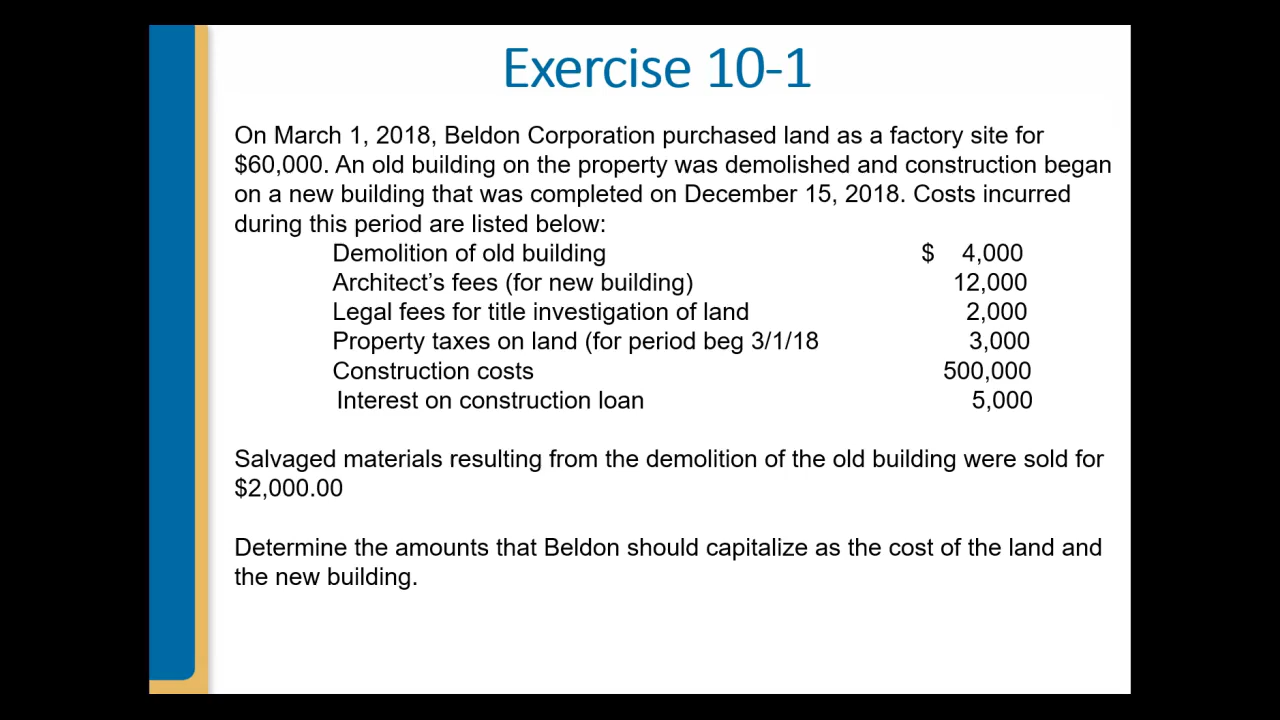 Exercise 10-1
On March 1, 2018, Beldon Corporation purchased land as a factory site for
$60,000. An old building on the property was demolished and construction began
on a new building that was completed on December 15, 2018. Costs incurred
during this period are listed below:
Demolition of old building $ 4,000
Architect’s fees (for new building) 12,000
Legal fees for title investigation of land 2,000
Property taxes on land (for period beg 3/1/18 3,000
Construction costs 500,000
Interest on construction loan 5,000
Salvaged materials resulting from the demolition of the old building were sold for
$2,000.00
Determine the amounts that Beldon should capitalize as the cost of the land and
the new building.